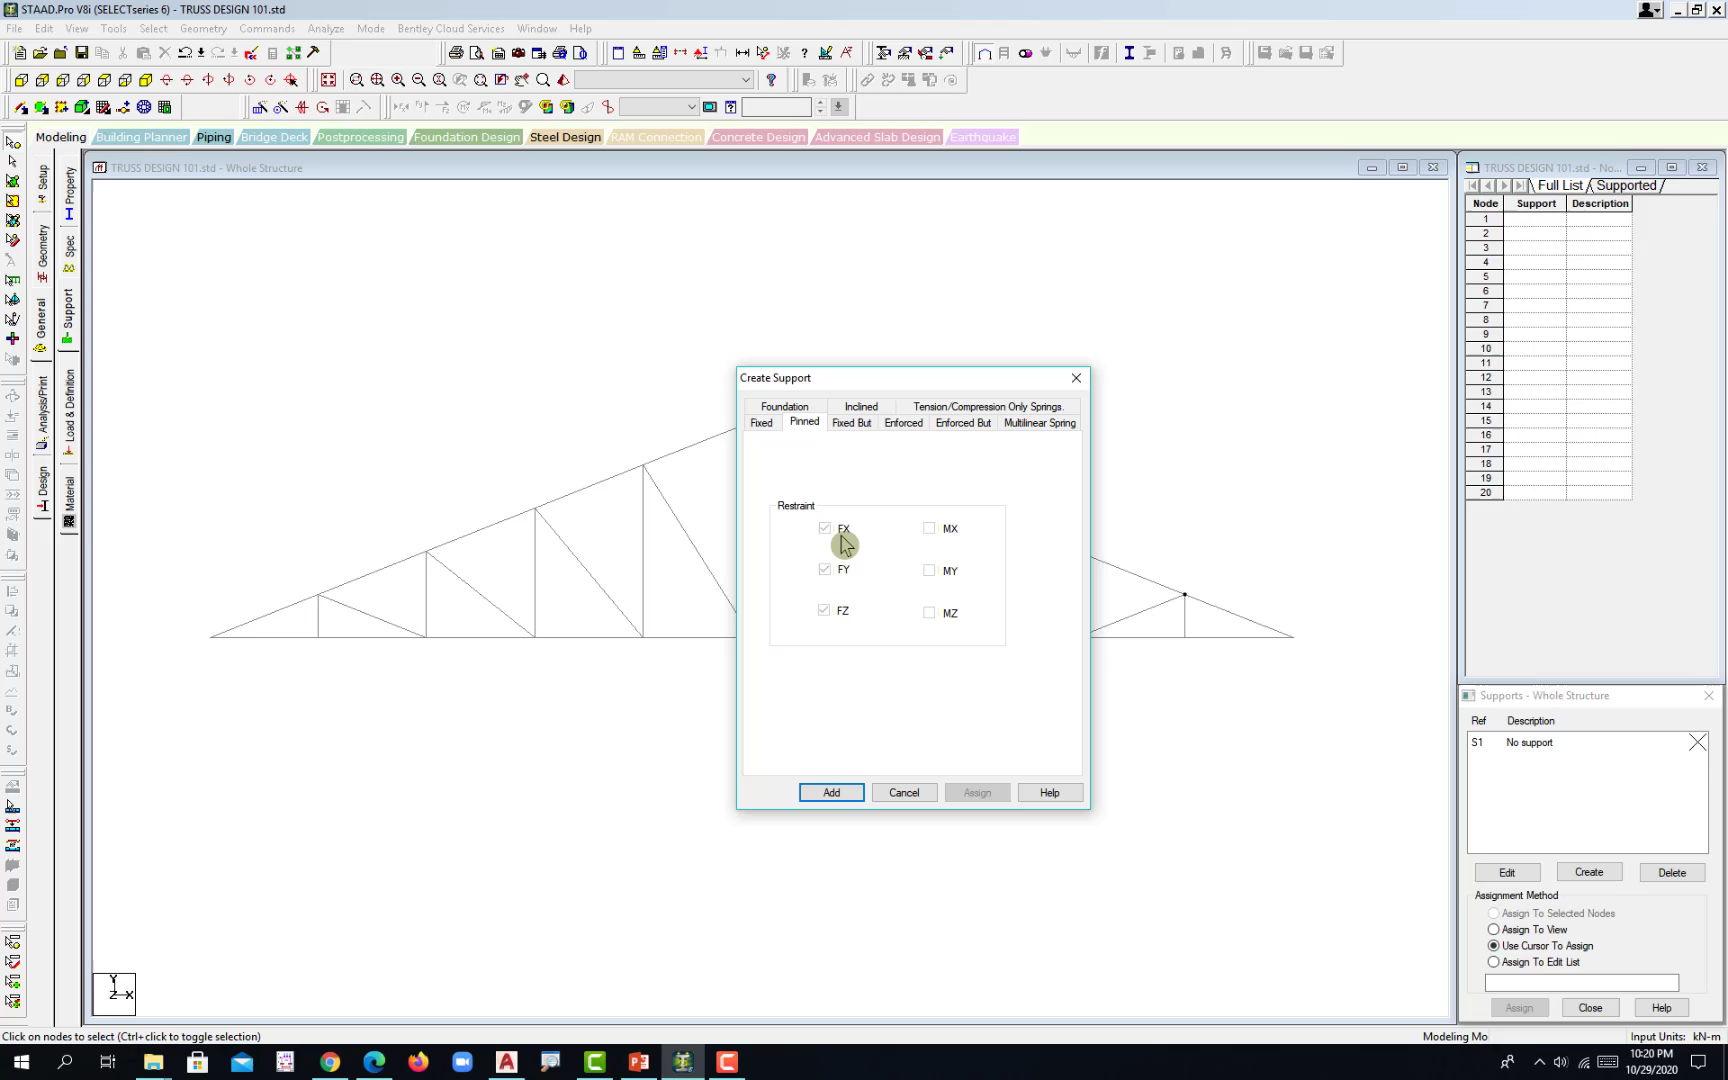 STAAD.Pro V8i (SELECTseries 6) - TRUSS DESIGN 101.std
File Edit View Tools Select Geometry Commands Analyze Mode Bentley Cloud Services Window Help
Modeling Building Planner Piping Bridge Deck Postprocessing Foundation Design Steel Design RAM Connection Concrete Design Advanced Slab Design Earthquake
Setup
Geometry
General
Analysis/Print
Design
Property
Spec
Support
Load & Definition
Material
TRUSS DESIGN 101.std - Whole Structure
Create Support
Foundation Inclined Tension/Compression Only Springs.
Fixed Pinned Fixed But Enforced Enforced But Multilinear Spring
Restraint
FX MX
FY MY
FZ MZ
Add Cancel Assign Help
TRUSS DESIGN 101.std - No...
Full List Supported
Node Support Description
1
2
3
4
5
6
7
8
9
10
11
12
13
14
15
16
17
18
19
20
Supports - Whole Structure
Ref Description
S1 No support
Edit Create Delete
Assignment Method
Assign To Selected Nodes
Assign To View
Use Cursor To Assign
Assign To Edit List
Assign Close Help
Y
Z X
Click on nodes to select (Ctrl+click to toggle selection)
Modeling Mo Input Units: kN-m
10:20 PM
10/29/2020